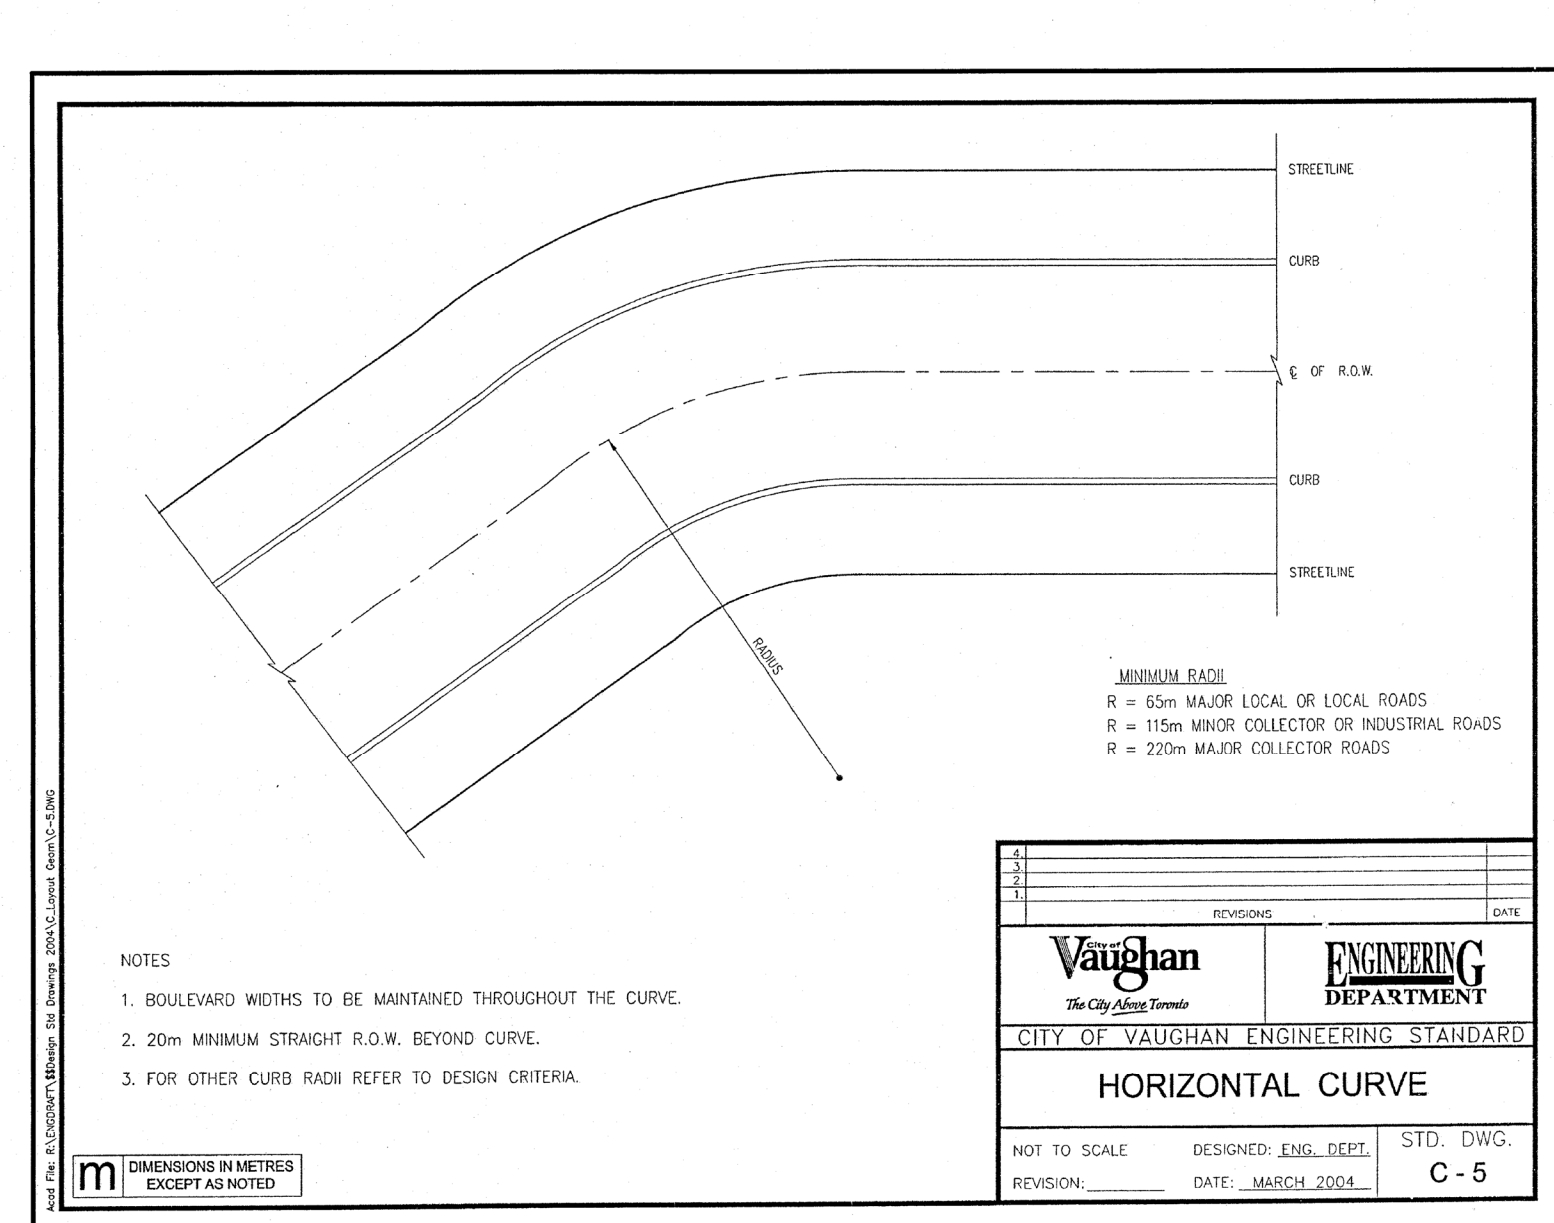 STREETLINE
CURB
℄ OF R.O.W.
CURB
STREETLINE
RADIUS
MINIMUM RADII
R = 65m MAJOR LOCAL OR LOCAL ROADS
R = 115m MINOR COLLECTOR OR INDUSTRIAL ROADS
R = 220m MAJOR COLLECTOR ROADS
NOTES
1. BOULEVARD WIDTHS TO BE MAINTAINED THROUGHOUT THE CURVE.
2. 20m MINIMUM STRAIGHT R.O.W. BEYOND CURVE.
3. FOR OTHER CURB RADII REFER TO DESIGN CRITERIA.
m DIMENSIONS IN METRES
EXCEPT AS NOTED
Acad File: R:\ENGDRAFT\$$Design Std Drawings 2004\C_Layout Geom\C-5.DWG
4.
3.
2.
1.
REVISIONS DATE
City of
Vaughan
The City Above Toronto
ENGINEERING
DEPARTMENT
CITY OF VAUGHAN ENGINEERING STANDARD
HORIZONTAL CURVE
NOT TO SCALE DESIGNED: ENG. DEPT.
REVISION: DATE: MARCH 2004
STD. DWG.
C-5